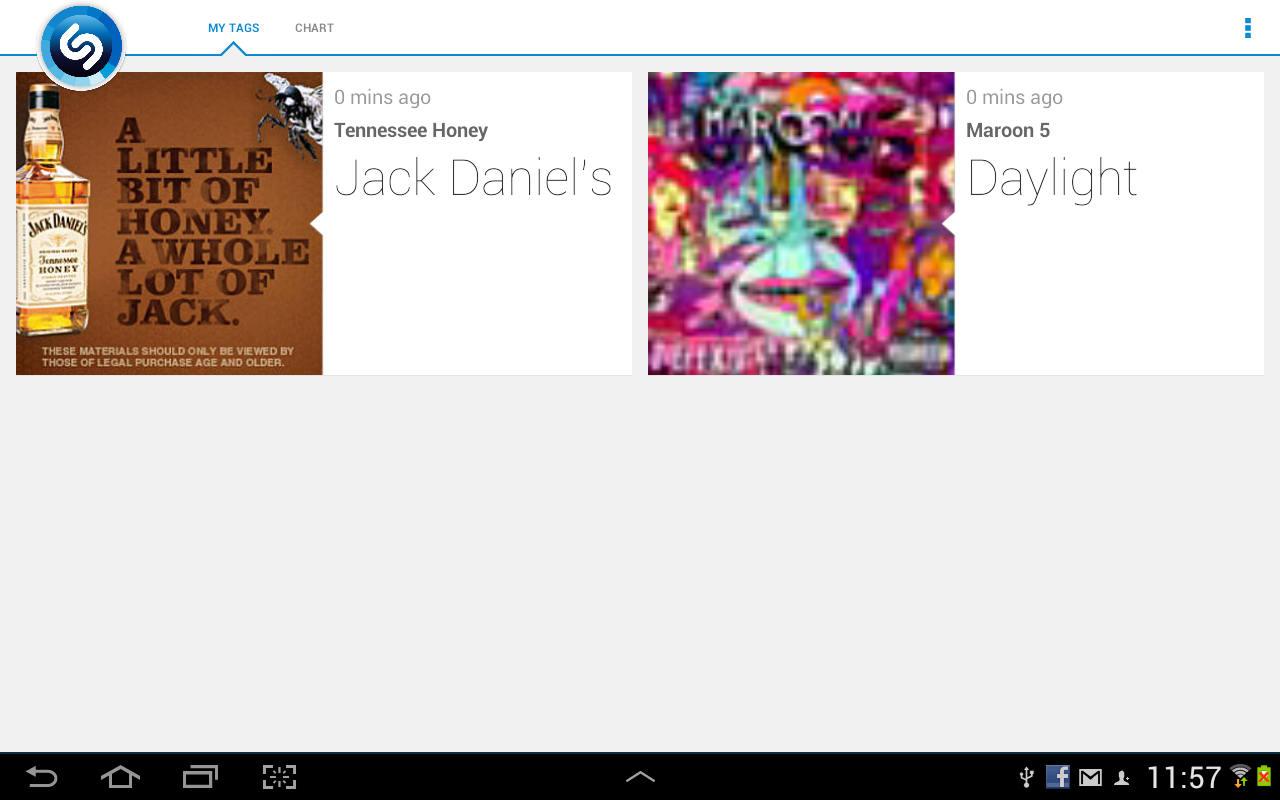 MY TAGS
CHART
A
LITTLE
BIT OF
HONEY.
A WHOLE
LOT OF
JACK.
JACK DANIEL'S
Tennessee
HONEY
THESE MATERIALS SHOULD ONLY BE VIEWED BY
THOSE OF LEGAL PURCHASE AGE AND OLDER.
0 mins ago
Tennessee Honey
Jack Daniel's
MAROON
0 mins ago
Maroon 5
Daylight
11:57